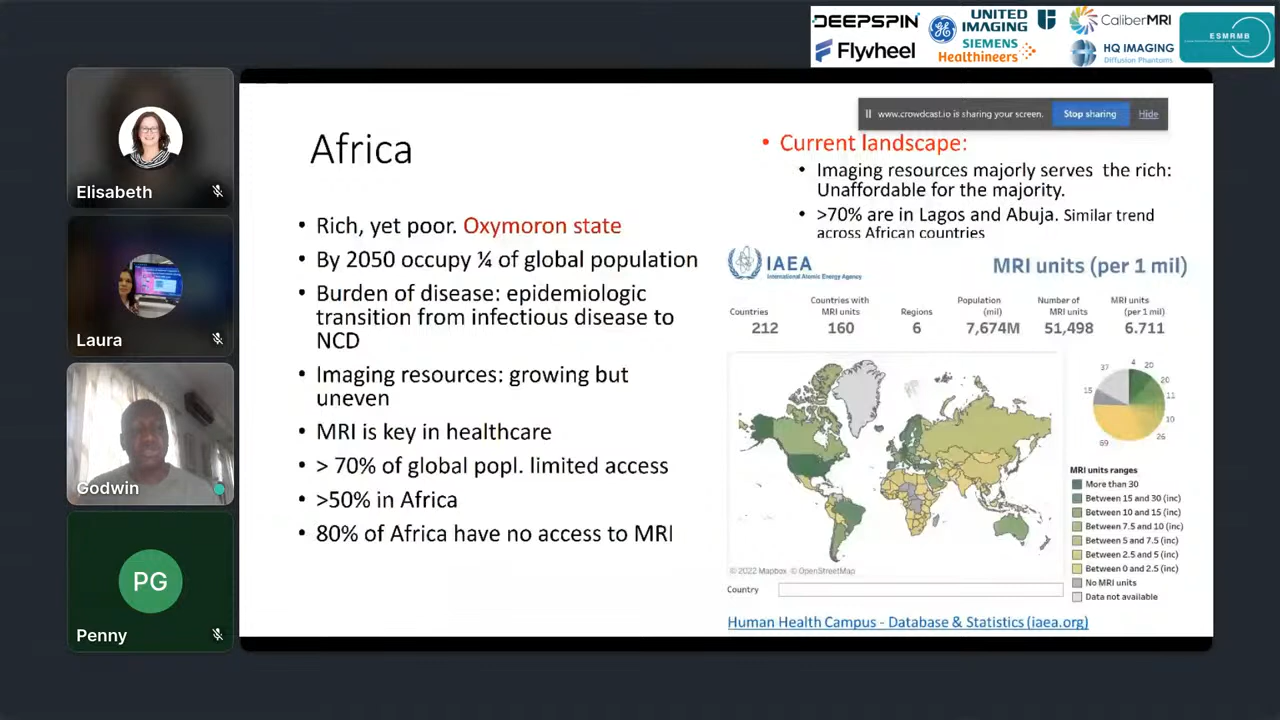 DEEPSPIN
Flywheel
UNITED
IMAGING
SIEMENS
Healthineers
CaliberMRI
HQ IMAGING
Diffusion Phantoms
ESMRMB
Elisabeth
Laura
Godwin
PG
Penny
www.crowdcast.io is sharing your screen.
Stop sharing
Hide
Africa
• Rich, yet poor. Oxymoron state
• By 2050 occupy ¼ of global population
• Burden of disease: epidemiologic
transition from infectious disease to
NCD
• Imaging resources: growing but
uneven
• MRI is key in healthcare
• > 70% of global popl. limited access
• >50% in Africa
• 80% of Africa have no access to MRI
• Current landscape:
• Imaging resources majorly serves the rich:
Unaffordable for the majority.
• >70% are in Lagos and Abuja. Similar trend
across African countries
IAEA
International Atomic Energy Agency
MRI units (per 1 mil)
Countries
212
Countries with
MRI units
160
Regions
6
Population
(mil)
7,674M
Number of
MRI units
51,498
MRI units
(per 1 mil)
6.711
4
20
20
11
10
26
69
15
37
MRI units ranges
More than 30
Between 15 and 30 (inc)
Between 10 and 15 (inc)
Between 7.5 and 10 (inc)
Between 5 and 7.5 (inc)
Between 2.5 and 5 (inc)
Between 0 and 2.5 (inc)
No MRI units
Data not available
© 2022 Mapbox © OpenStreetMap
Country
Human Health Campus - Database & Statistics (iaea.org)